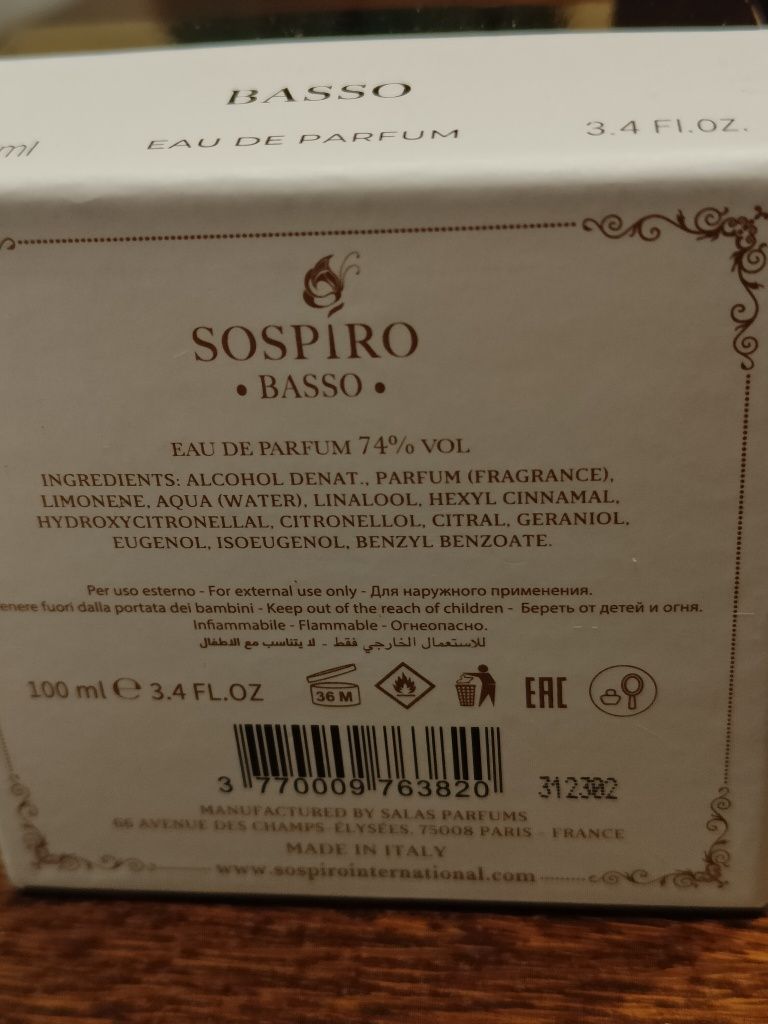 BASSO
ml EAU DE PARFUM 3.4 Fl.OZ.
SOSPÍRO
• BASSO •
EAU DE PARFUM 74% VOL
INGREDIENTS: ALCOHOL DENAT., PARFUM (FRAGRANCE),
LIMONENE, AQUA (WATER), LINALOOL, HEXYL CINNAMAL,
HYDROXYCITRONELLAL, CITRONELLOL, CITRAL, GERANIOL,
EUGENOL, ISOEUGENOL, BENZYL BENZOATE.
Per uso esterno - For external use only - Для наружного применения.
enere fuori dalla portata dei bambini - Keep out of the reach of children - Береть от детей и огня.
Infiammabile - Flammable - Огнеопасно.
للاستعمال الخارجي فقط - لا يتناسب مع الاطفال
100 ml ℮ 3.4 FL.OZ 36 M EAC
3 770009 763820 312302
MANUFACTURED BY SALAS PARFUMS
66 AVENUE DES CHAMPS-ÉLYSÉES, 75008 PARIS - FRANCE
MADE IN ITALY
www.sospirointernational.com